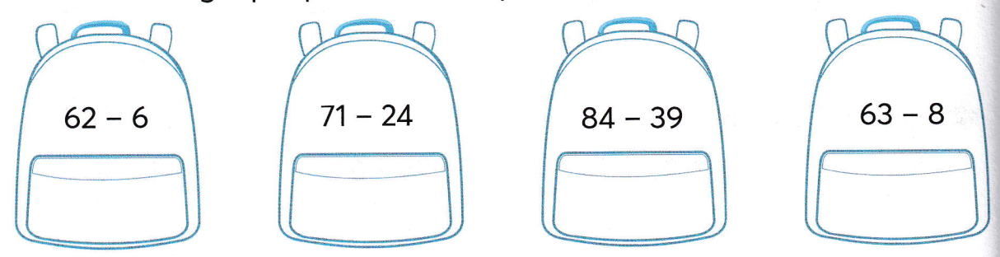 62 – 6 71 – 24 84 – 39 63 – 8